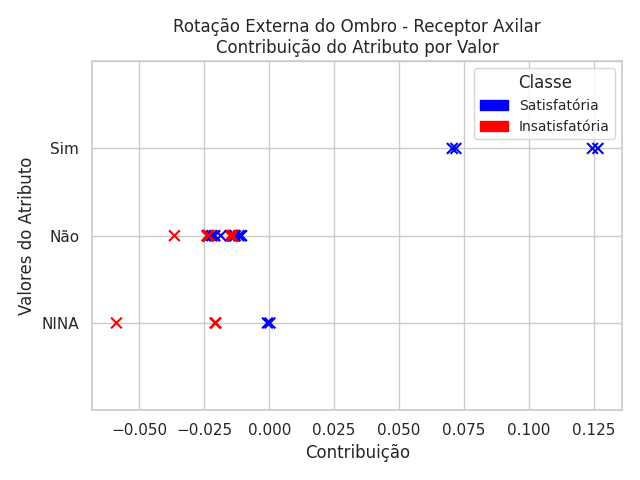 Rotação Externa do Ombro - Receptor Axilar
Contribuição do Atributo por Valor
Classe
Satisfatória
Insatisfatória
Valores do Atributo
Sim
Não
NINA
−0.050
−0.025
0.000
0.025
0.050
0.075
0.100
0.125
Contribuição